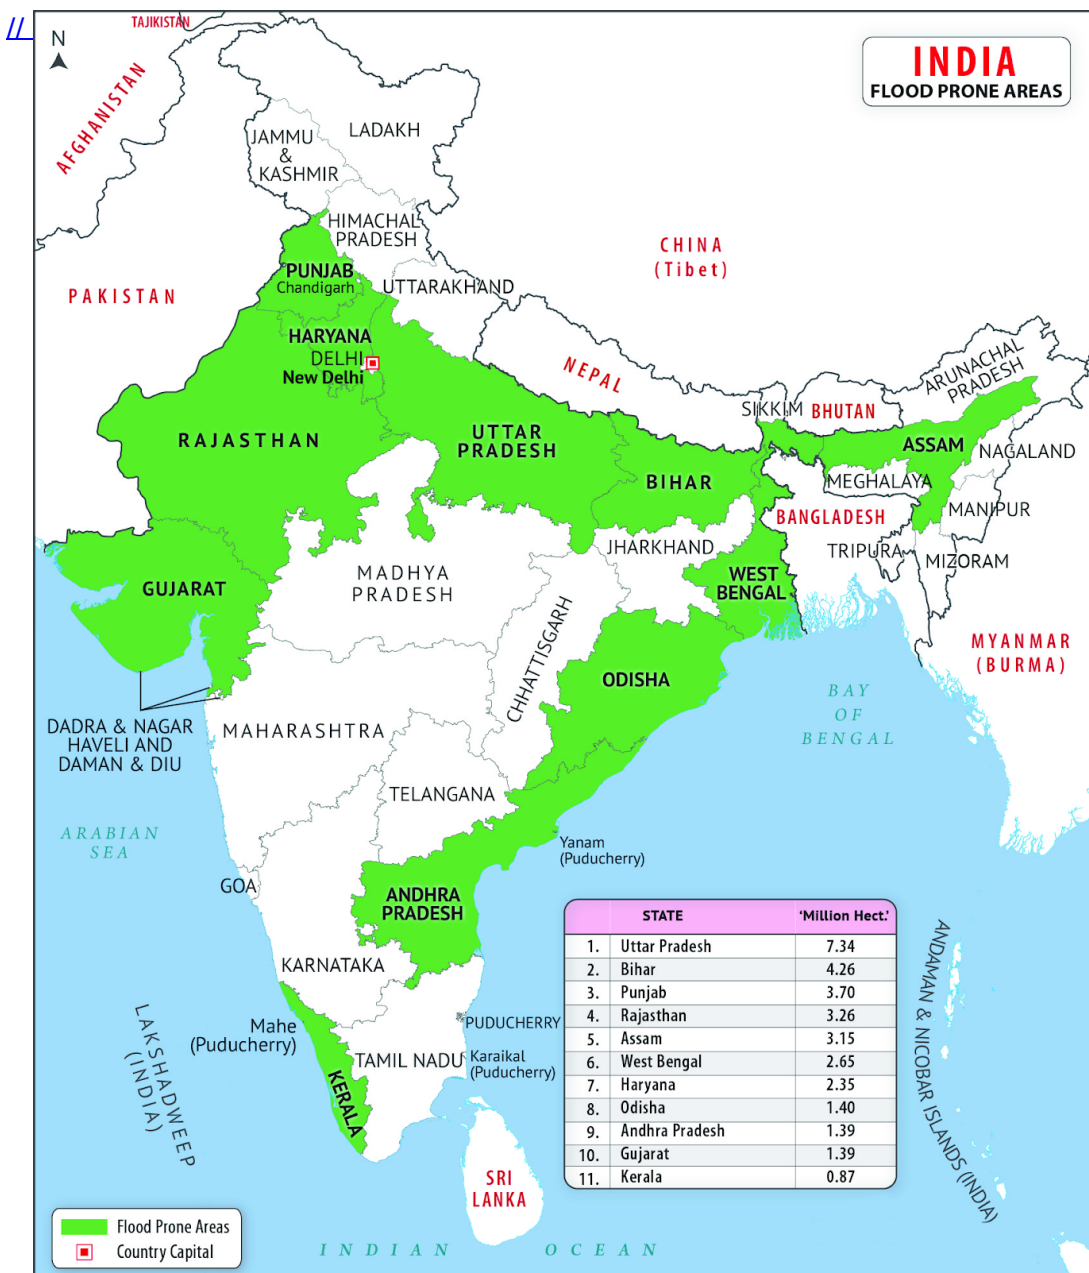 //
TAJIKISTAN
N
INDIA
FLOOD PRONE AREAS
AFGHANISTAN
LADAKH
JAMMU
&
KASHMIR
HIMACHAL
PRADESH
CHINA
(Tibet)
PUNJAB
Chandigarh
UTTARAKHAND
PAKISTAN
HARYANA
DELHI
New Delhi
NEPAL
ARUNACHAL
PRADESH
SIKKIM
BHUTAN
RAJASTHAN
UTTAR
PRADESH
ASSAM
NAGALAND
BIHAR
MEGHALAYA
MANIPUR
BANGLADESH
JHARKHAND
TRIPURA
MIZORAM
GUJARAT
MADHYA
PRADESH
WEST
BENGAL
CHHATTISGARH
MYANMAR
(BURMA)
ODISHA
DADRA & NAGAR
HAVELI AND
DAMAN & DIU
MAHARASHTRA
BAY
OF
BENGAL
TELANGANA
ARABIAN
SEA
Yanam
(Puducherry)
GOA
ANDHRA
PRADESH
KARNATAKA
LAKSHADWEEP
(INDIA)
Mahe
(Puducherry)
PUDUCHERRY
TAMIL NADU
Karaikal
(Puducherry)
KERALA
SRI
LANKA
ANDAMAN & NICOBAR ISLANDS (INDIA)
STATE 'Million Hect.'
1. Uttar Pradesh 7.34
2. Bihar 4.26
3. Punjab 3.70
4. Rajasthan 3.26
5. Assam 3.15
6. West Bengal 2.65
7. Haryana 2.35
8. Odisha 1.40
9. Andhra Pradesh 1.39
10. Gujarat 1.39
11. Kerala 0.87
Flood Prone Areas
Country Capital
INDIAN OCEAN